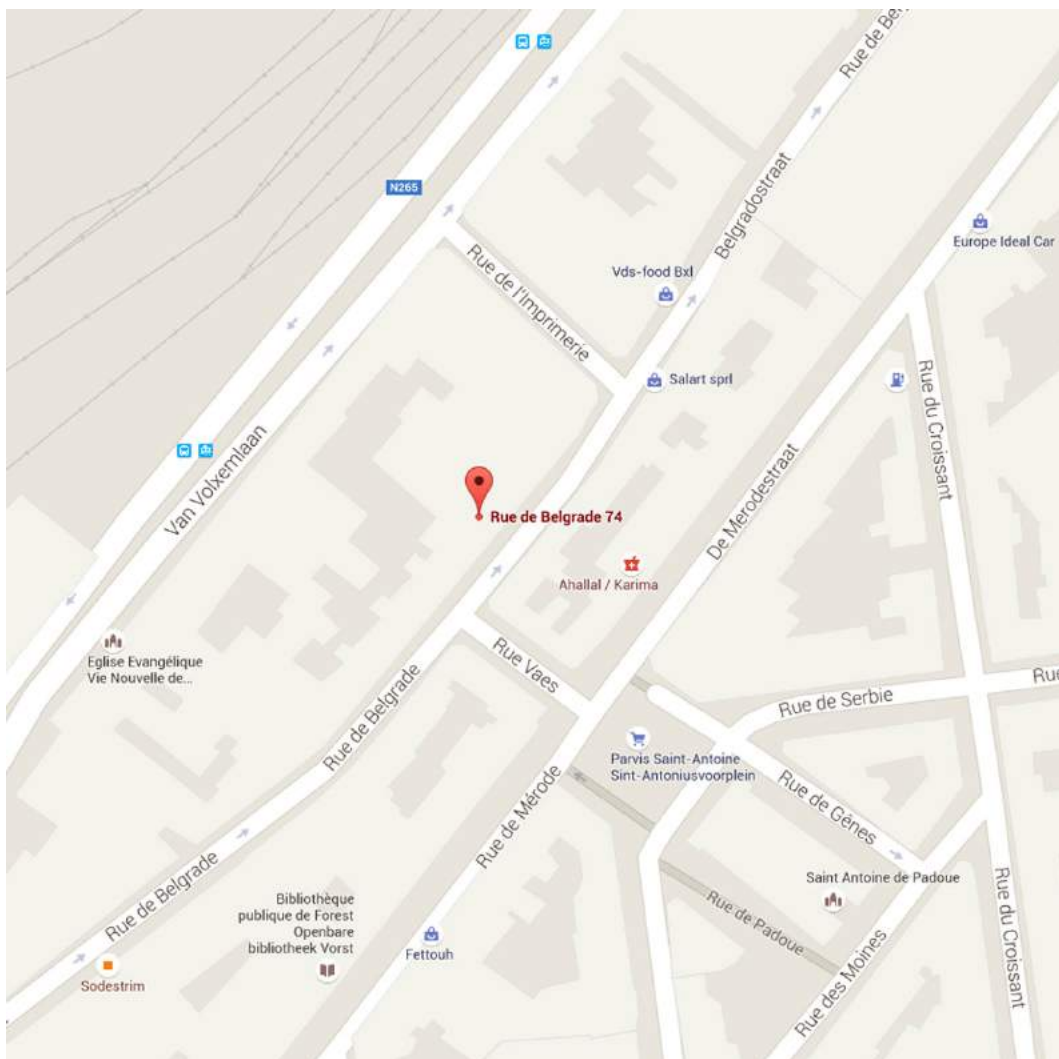 Rue de Bel
N265
Belgradostraat
Europe Ideal Car
Rue de l'Imprimerie
Vds-food Bxl
Salart sprl
Rue du Croissant
Van Volxemlaan
De Merodestraat
Rue de Belgrade 74
Ahallal / Karima
Eglise Evangélique
Vie Nouvelle de...
Rue Vaes
Rue de Belgrade
Rue de Serbie
Rue
Parvis Saint-Antoine
Sint-Antoniusvoorplein
Rue de Mérode
Rue de Gênes
Rue de Belgrade
Saint Antoine de Padoue
Bibliothèque
publique de Forest
Openbare
bibliotheek Vorst
Rue de Padoue
Rue du Croissant
Fettouh
Rue des Moines
Sodestrim